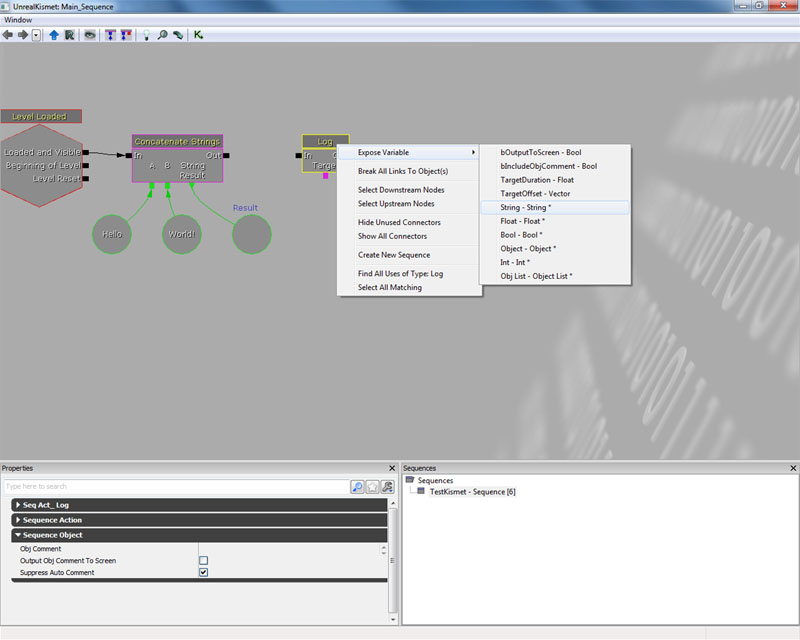 UnrealKismet: Main_Sequence
Window
Level Loaded
Loaded and Visible
Beginning of Level
Level Reset
Concatenate Strings
In Out
A B String
Result
Hello
World!
Result
Log
In
Targe
Expose Variable
Break All Links To Object(s)
Select Downstream Nodes
Select Upstream Nodes
Hide Unused Connectors
Show All Connectors
Create New Sequence
Find All Uses of Type: Log
Select All Matching
bOutputToScreen - Bool
bIncludeObjComment - Bool
TargetDuration - Float
TargetOffset - Vector
String - String *
Float - Float *
Bool - Bool *
Object - Object *
Int - Int *
Obj List - Object List *
Properties
Type here to search
Seq Act_ Log
Sequence Action
Sequence Object
Obj Comment
Output Obj Comment To Screen
Suppress Auto Comment
Sequences
Sequences
TestKismet - Sequence [6]